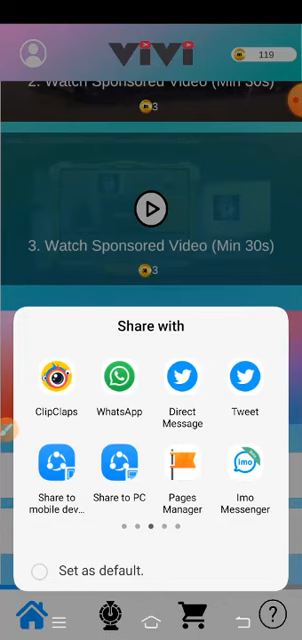 ViVi
119
2. Watch Sponsored Video (Min 30s)
3
3. Watch Sponsored Video (Min 30s)
3
Share with
ClipClaps
WhatsApp
Direct
Message
Tweet
Share to
mobile dev...
Share to PC
Pages
Manager
imo
Imo
Messenger
Set as default.
?